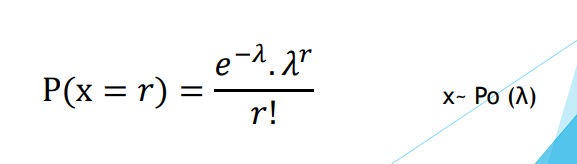 P(x = r) = e^{−λ}.λ^r / r!
x~ Po (λ)